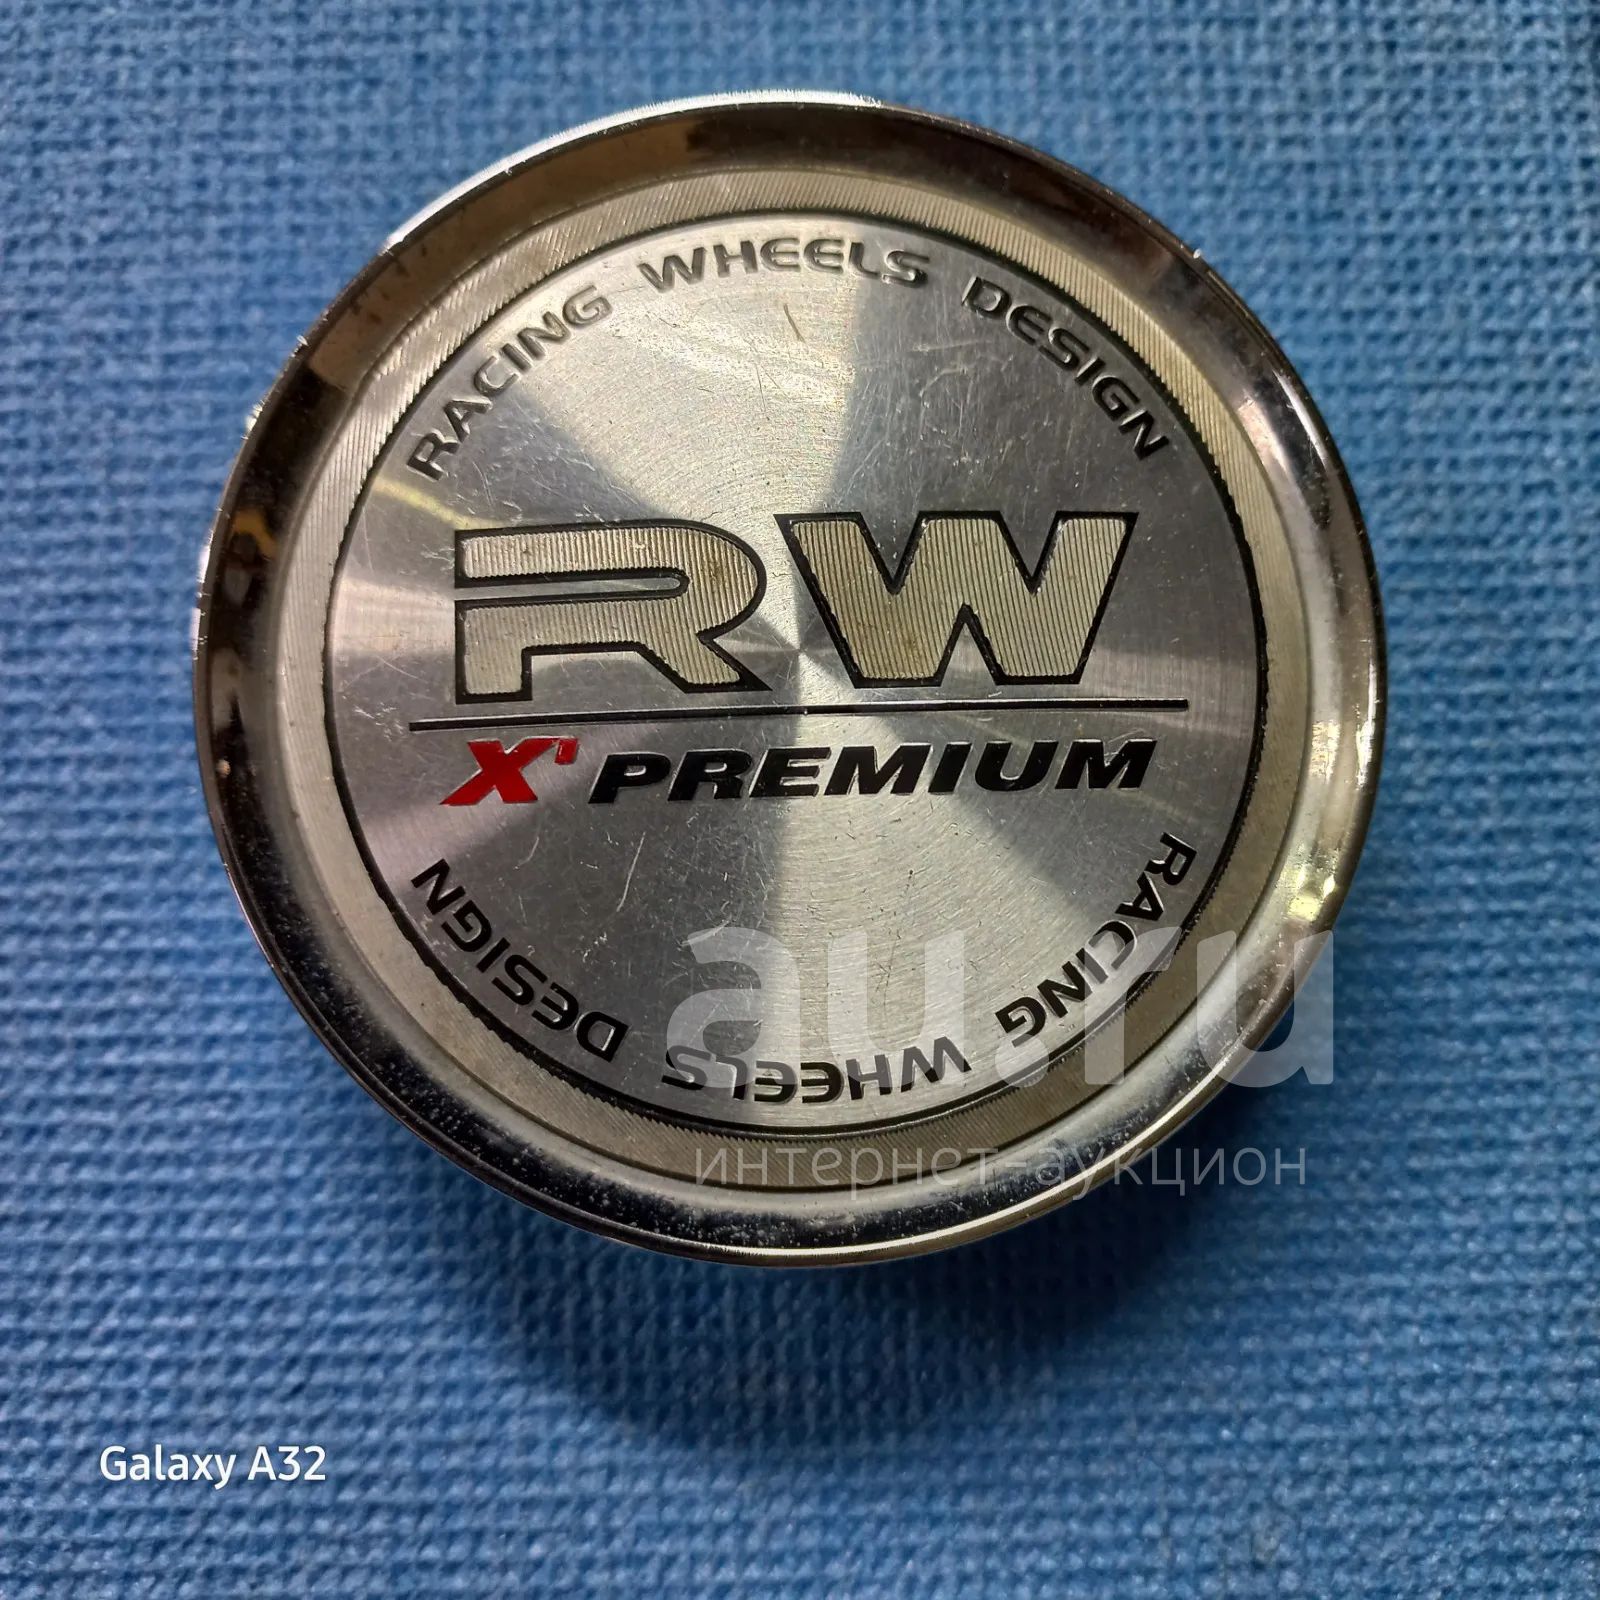 RACING WHEELS DESIGN
RW
X' PREMIUM
RACING WHEELS DESIGN
au.ru
интернет-аукцион
Galaxy A32